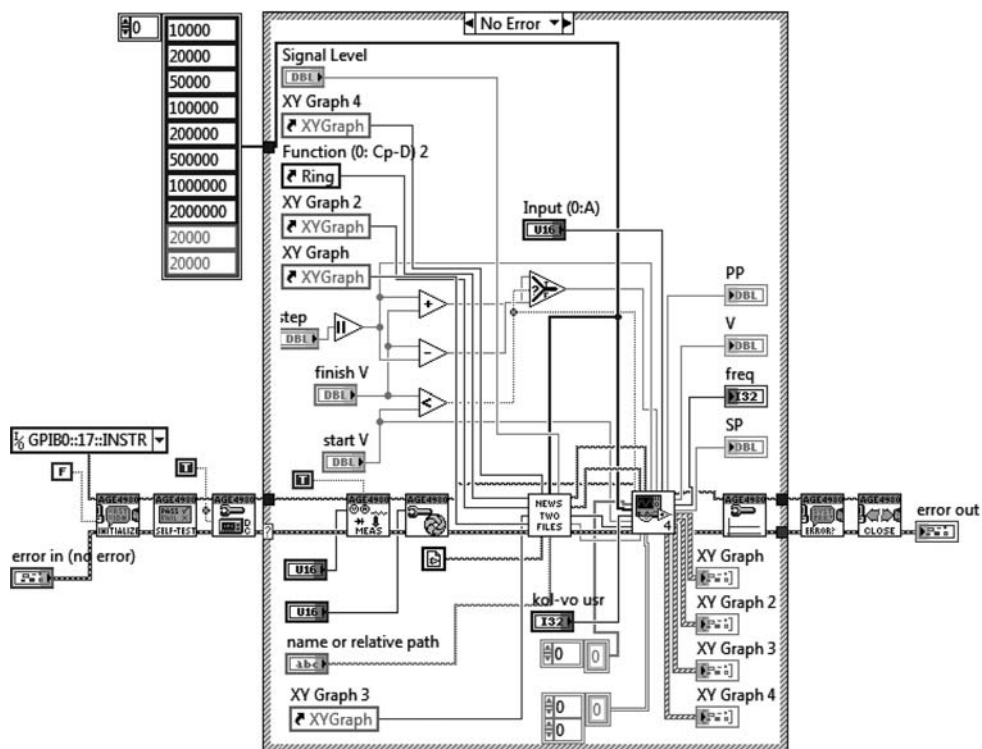 0
10000
20000
50000
100000
200000
500000
1000000
2000000
20000
20000
No Error
Signal Level
DBL
XY Graph 4
XYGraph
Function (0: Cp-D) 2
Ring
XY Graph 2
XYGraph
XY Graph
XYGraph
Input (0:A)
U16
step
DBL
finish V
DBL
start V
DBL
PP
DBL
V
DBL
freq
I32
SP
DBL
I/O GPIB0::17::INSTR
F
T
T
AGE4980
INITIALIZE
AGE4980
PASS
FAIL
SELF-TEST
AGE4980
AGE4980
MEAS
AGE4980
NEWS
TWO
FILES
4
AGE4980
AGE4980
ERROR?
AGE4980
CLOSE
error in (no error)
error out
?
U16
U16
name or relative path
abc
XY Graph 3
XYGraph
kol-vo usr
I32
0
0
0
0
0
XY Graph
XY Graph 2
XY Graph 3
XY Graph 4